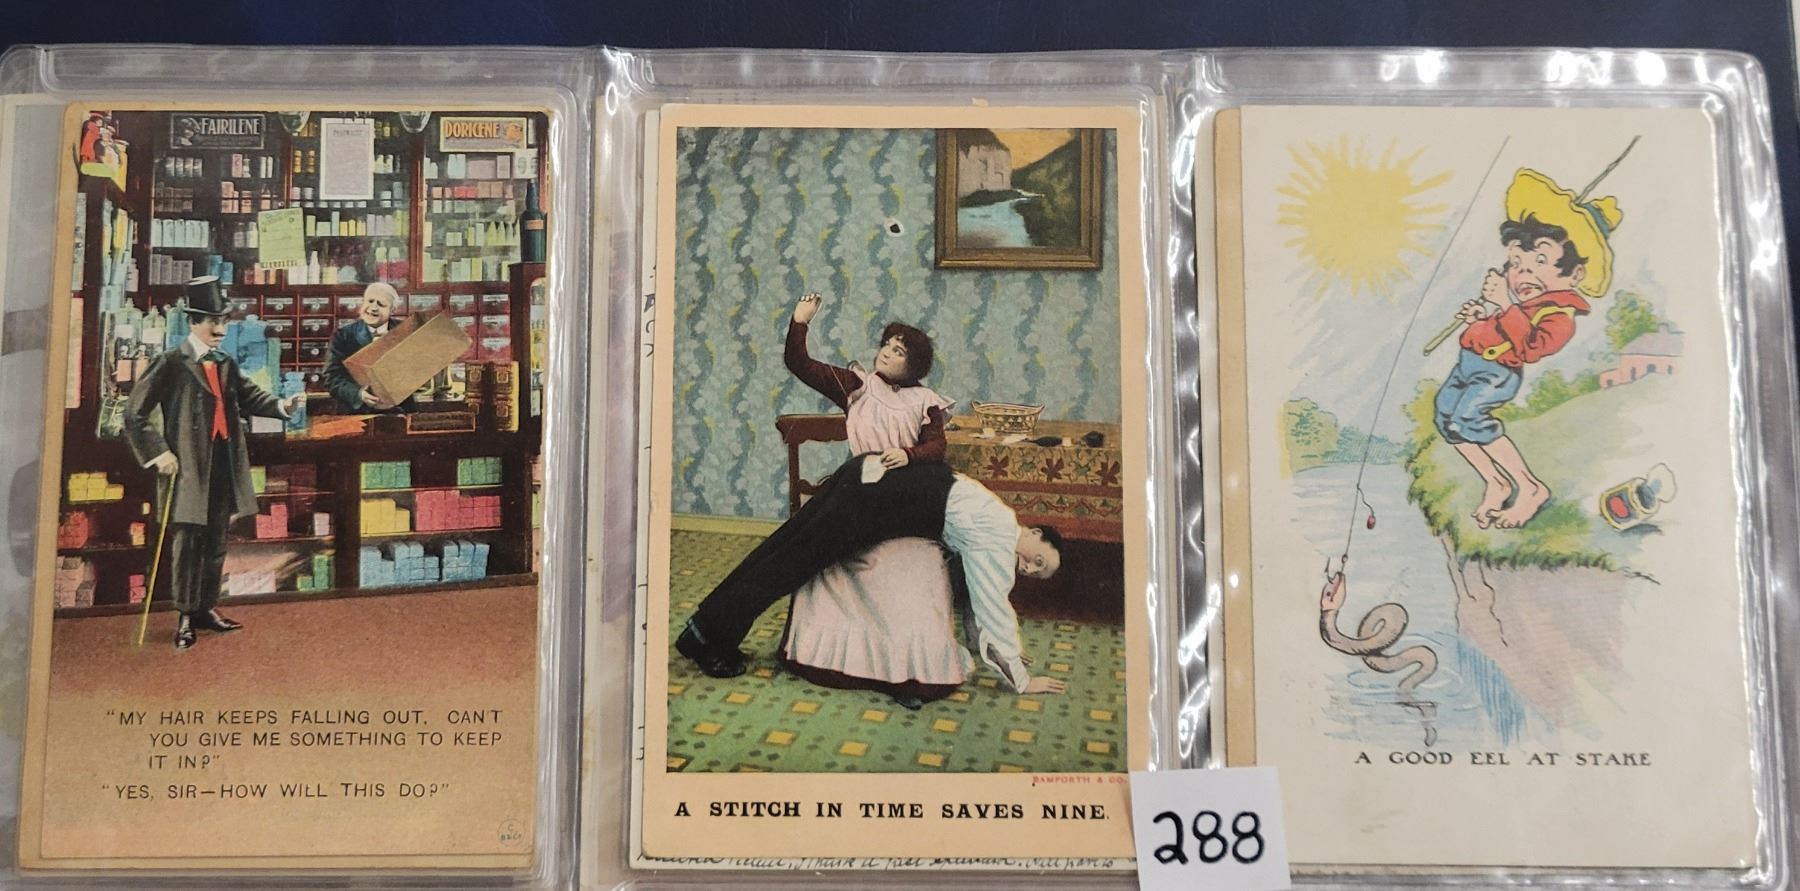 FAIRILENE
DORICENE
"MY HAIR KEEPS FALLING OUT, CAN'T
YOU GIVE ME SOMETHING TO KEEP
IT IN?"
"YES, SIR—HOW WILL THIS DO?"
BAMFORTH & CO.
A STITCH IN TIME SAVES NINE.
288
A GOOD EEL AT STAKE